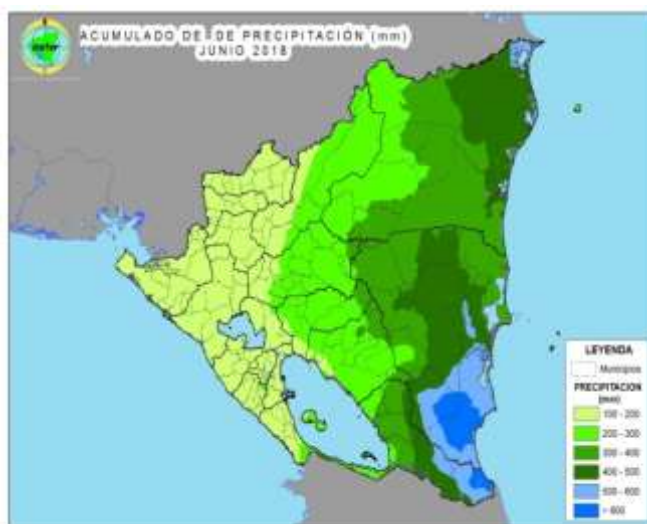 ineter
ACUMULADO DE DE PRECIPITACIÓN (mm)
JUNIO 2018
LEYENDA
Municipios
PRECIPITACION
(mm)
100 - 200
200 - 300
300 - 400
400 - 500
500 - 600
> 600